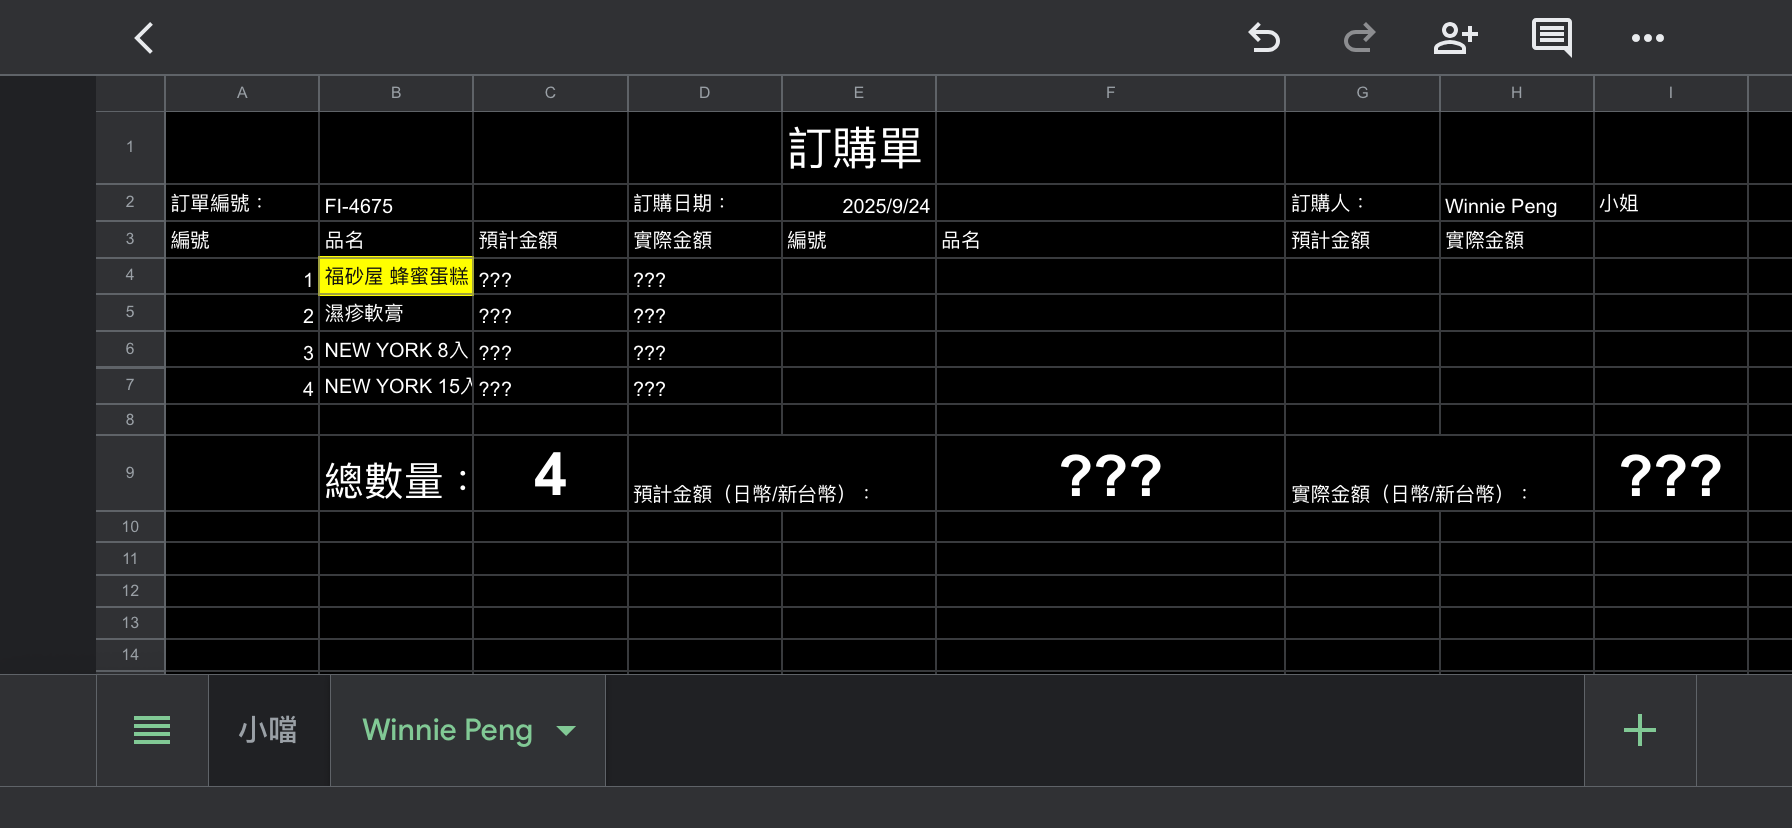 A B C D E F G H I
1 訂購單
2 訂單編號： FI-4675 訂購日期： 2025/9/24 訂購人： Winnie Peng 小姐
3 編號 品名 預計金額 實際金額 編號 品名 預計金額 實際金額
4 1 福砂屋 蜂蜜蛋糕 ??? ???
5 2 濕疹軟膏 ??? ???
6 3 NEW YORK 8入 ??? ???
7 4 NEW YORK 15入 ??? ???
8
9 總數量： 4 預計金額（日幣/新台幣）： ??? 實際金額（日幣/新台幣）： ???
10
11
12
13
14
小噹 Winnie Peng